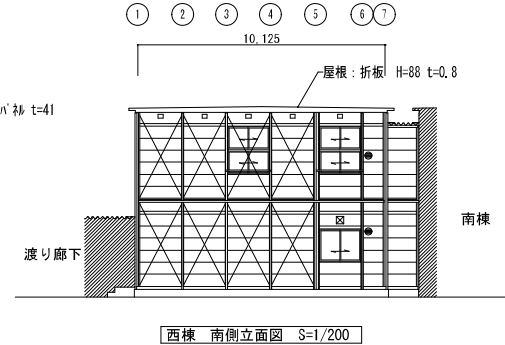 1 2 3 4 5 6 7
10,125
屋根：折板 H=88 t=0.8
パネル t=41
南棟
渡り廊下
西棟 南側立面図 S=1/200